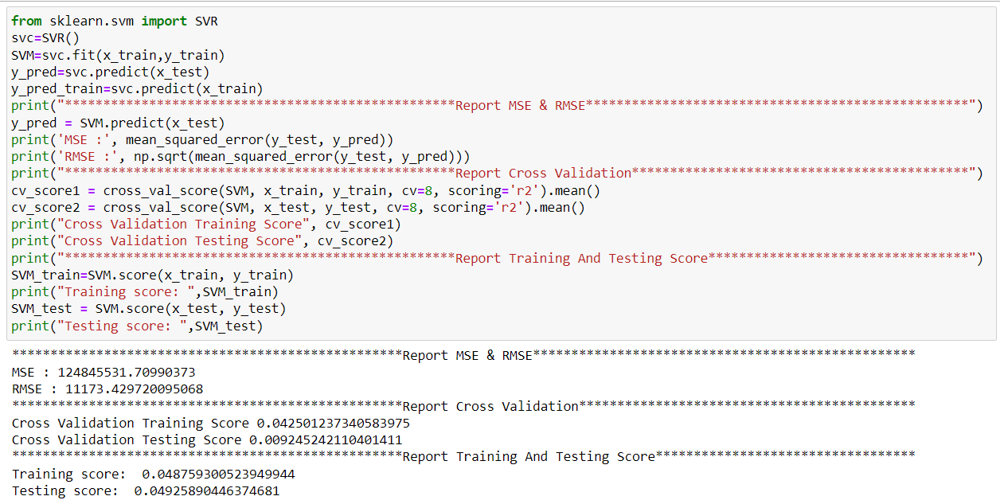 from sklearn.svm import SVR
svc=SVR()
SVM=svc.fit(x_train,y_train)
y_pred=svc.predict(x_test)
y_pred_train=svc.predict(x_train)
print("***************************************************Report MSE & RMSE**************************************************")
y_pred = SVM.predict(x_test)
print('MSE :', mean_squared_error(y_test, y_pred))
print('RMSE :', np.sqrt(mean_squared_error(y_test, y_pred)))
print("***************************************************Report Cross Validation********************************************")
cv_score1 = cross_val_score(SVM, x_train, y_train, cv=8, scoring='r2').mean()
cv_score2 = cross_val_score(SVM, x_test, y_test, cv=8, scoring='r2').mean()
print("Cross Validation Training Score", cv_score1)
print("Cross Validation Testing Score", cv_score2)
print("***************************************************Report Training And Testing Score**********************************")
SVM_train=SVM.score(x_train, y_train)
print("Training score: ",SVM_train)
SVM_test = SVM.score(x_test, y_test)
print("Testing score: ",SVM_test)
***************************************************Report MSE & RMSE**************************************************
MSE : 124845531.70990373
RMSE : 11173.429720095068
***************************************************Report Cross Validation********************************************
Cross Validation Training Score 0.042501237340583975
Cross Validation Testing Score 0.009245242110401411
***************************************************Report Training And Testing Score**********************************
Training score:  0.048759300523949944
Testing score:  0.04925890446374681